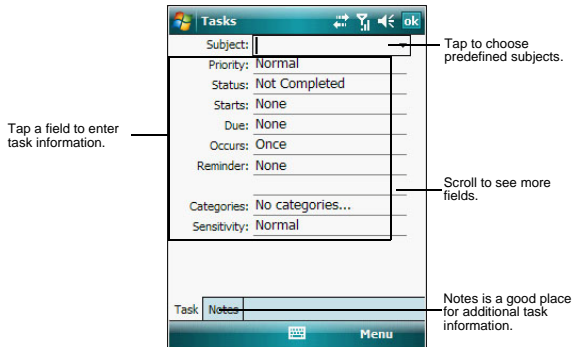 Tasks ok
Subject:
Tap to choose
predefined subjects.
Priority: Normal
Status: Not Completed
Starts: None
Due: None
Occurs: Once
Reminder: None
Categories: No categories...
Sensitivity: Normal
Tap a field to enter
task information.
Scroll to see more
fields.
Task Notes
Notes is a good place
for additional task
information.
Menu